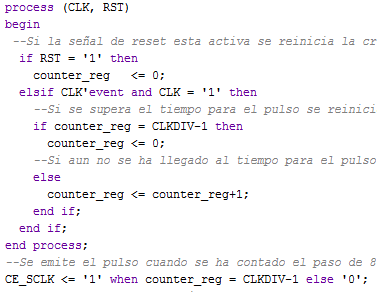 process (CLK, RST)
begin
--Si la señal de reset esta activa se reinicia la cr
if RST = '1' then
counter_reg <= 0;
elsif CLK'event and CLK = '1' then
--Si se supera el tiempo para el pulso se reinici
if counter_reg = CLKDIV-1 then
counter_reg <= 0;
--Si aun no se ha llegado al tiempo para el pulso
else
counter_reg <= counter_reg+1;
end if;
end if;
end process;
--Se emite el pulso cuando se ha contado el paso de 8
CE_SCLK <= '1' when counter_reg = CLKDIV-1 else '0';